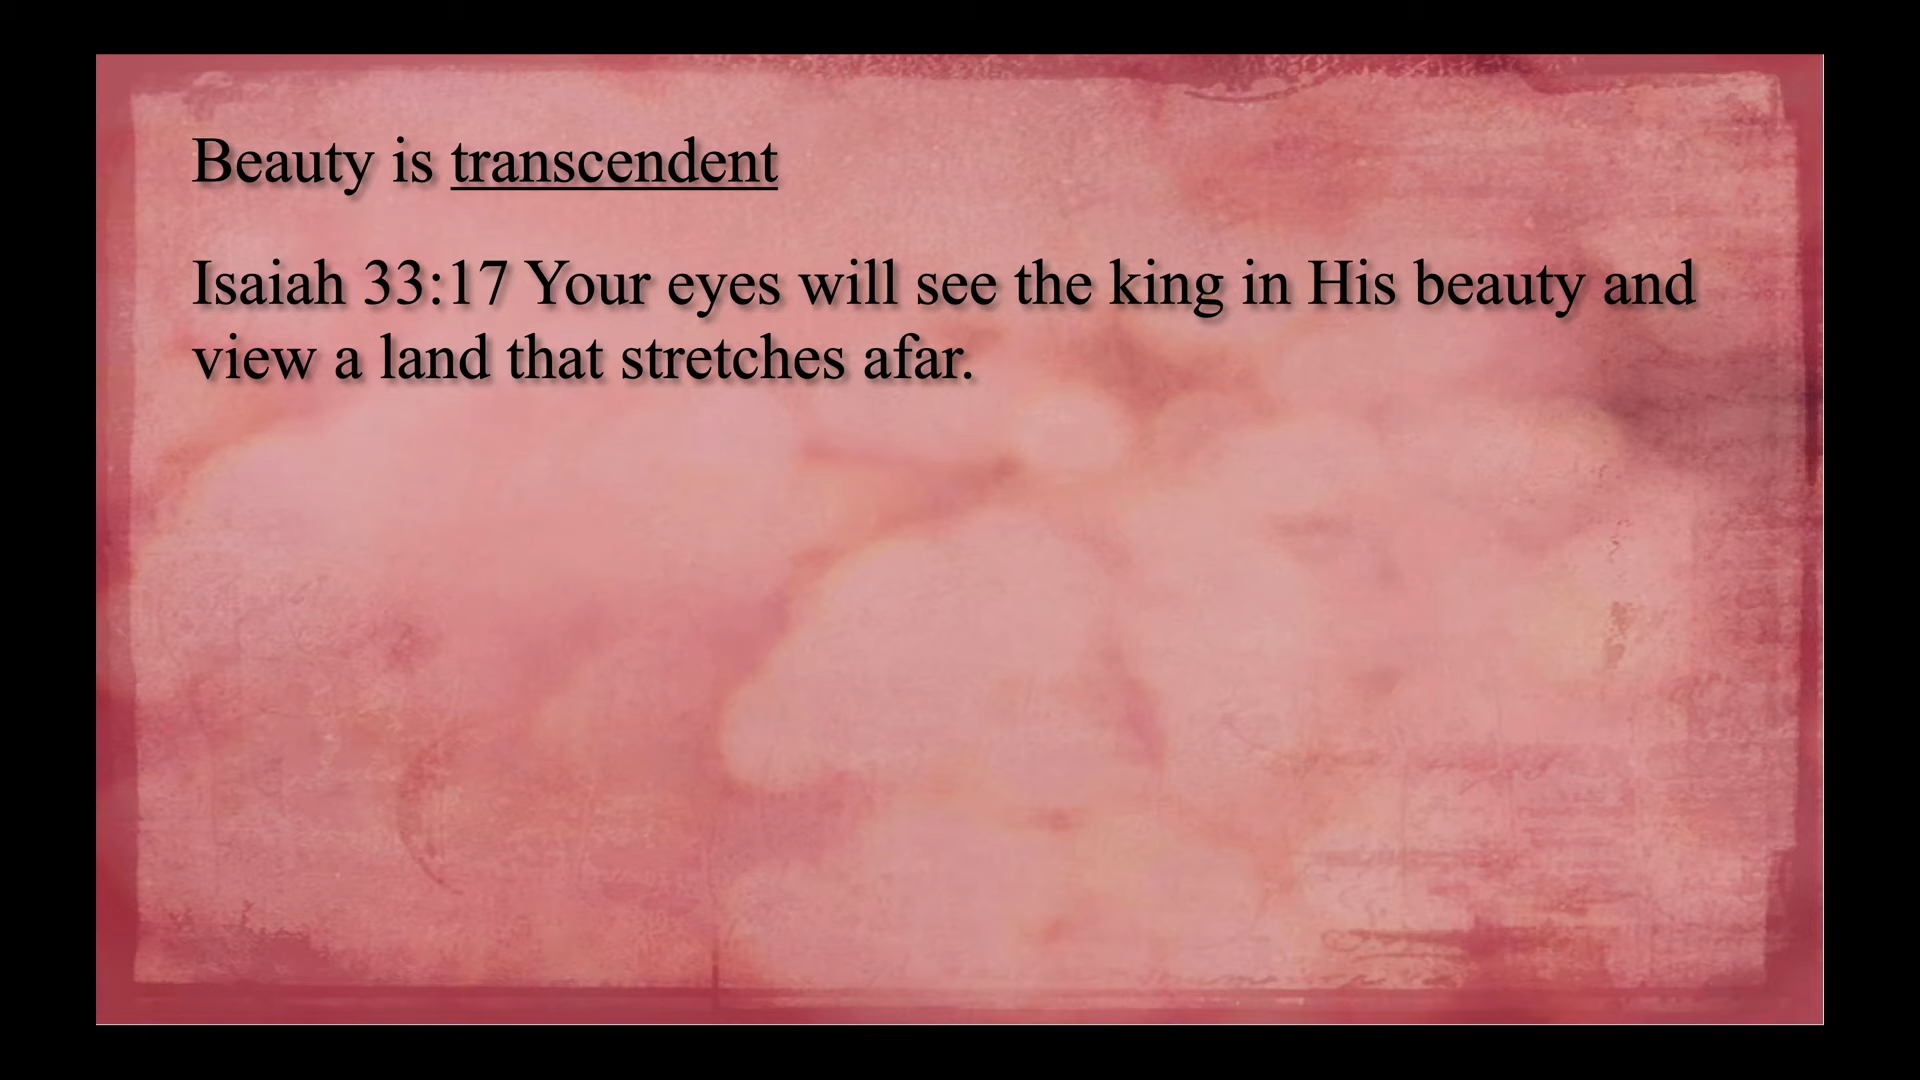 Beauty is transcendent
Isaiah 33:17 Your eyes will see the king in His beauty and
view a land that stretches afar.